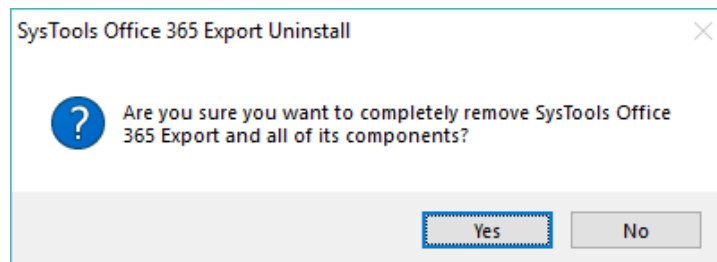 SysTools Office 365 Export Uninstall
?
Are you sure you want to completely remove SysTools Office
365 Export and all of its components?
Yes
No